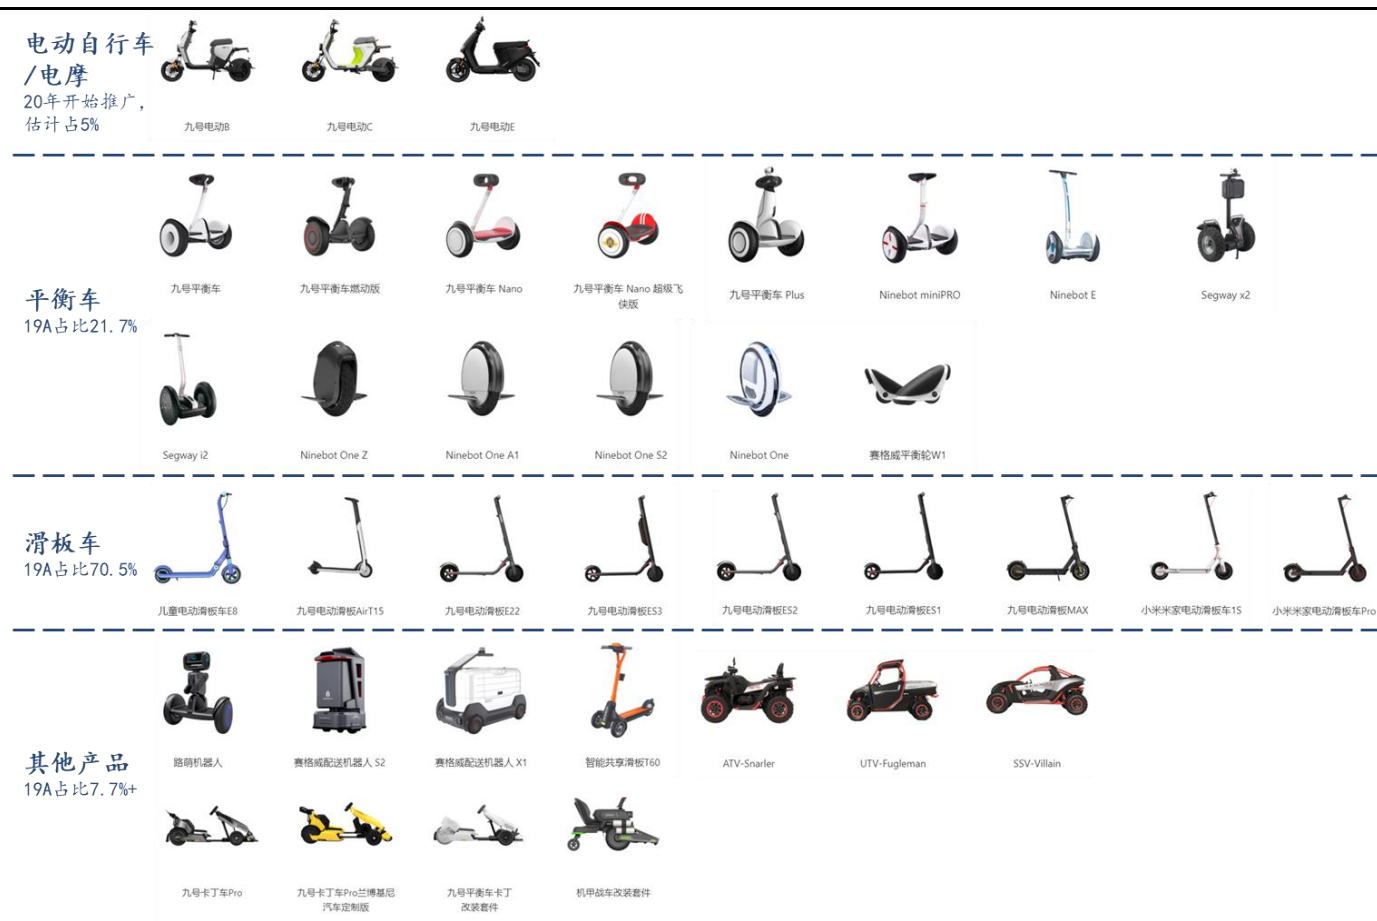 电动自行车
/电摩
20年开始推广，
估计占5%
九号电动B
九号电动C
九号电动E
平衡车
19A占比21.7%
九号平衡车
九号平衡车燃动版
九号平衡车 Nano
九号平衡车 Nano 超级飞
侠版
九号平衡车 Plus
Ninebot miniPRO
Ninebot E
Segway x2
Segway i2
Ninebot One Z
Ninebot One A1
Ninebot One S2
Ninebot One
赛格威平衡轮W1
滑板车
19A占比70.5%
儿童电动滑板车E8
九号电动滑板AirT15
九号电动滑板E22
九号电动滑板ES3
九号电动滑板ES2
九号电动滑板ES1
九号电动滑板MAX
小米米家电动滑板车1S
小米米家电动滑板车Pro
其他产品
19A占比7.7%+
路萌机器人
赛格威配送机器人 S2
赛格威配送机器人 X1
智能共享滑板T60
ATV-Snarler
UTV-Fugleman
SSV-Villain
九号卡丁车Pro
九号卡丁车Pro兰博基尼
汽车定制版
九号平衡车卡丁
改装套件
机甲战车改装套件